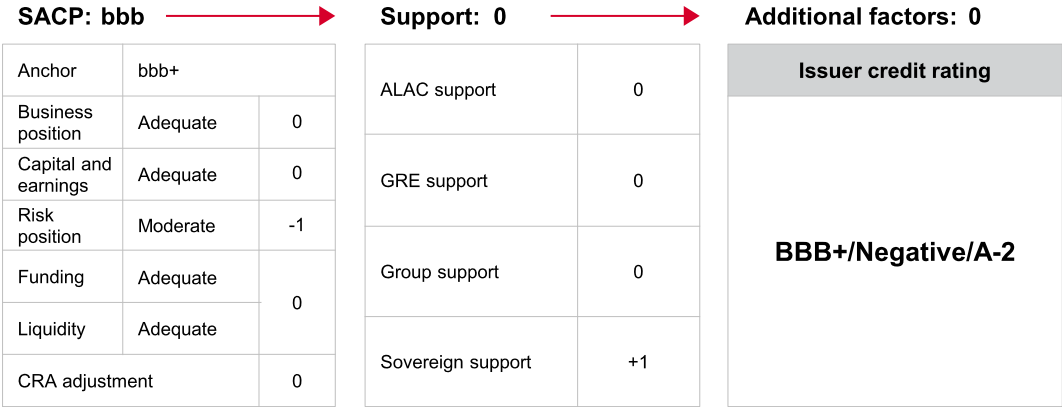 SACP: bbb
Support: 0
Additional factors: 0
Anchor
bbb+
Business
position
Adequate
0
Capital and
earnings
Adequate
0
Risk
position
Moderate
-1
Funding
Adequate
0
Liquidity
Adequate
CRA adjustment
0
ALAC support
0
GRE support
0
Group support
0
Sovereign support
+1
Issuer credit rating
BBB+/Negative/A-2